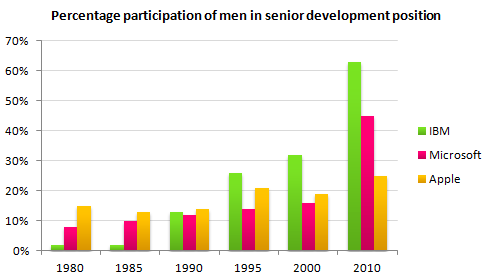 Percentage participation of men in senior development position
70%
60%
50%
40%
30%
20%
10%
0%
1980 1985 1990 1995 2000 2010
IBM
Microsoft
Apple